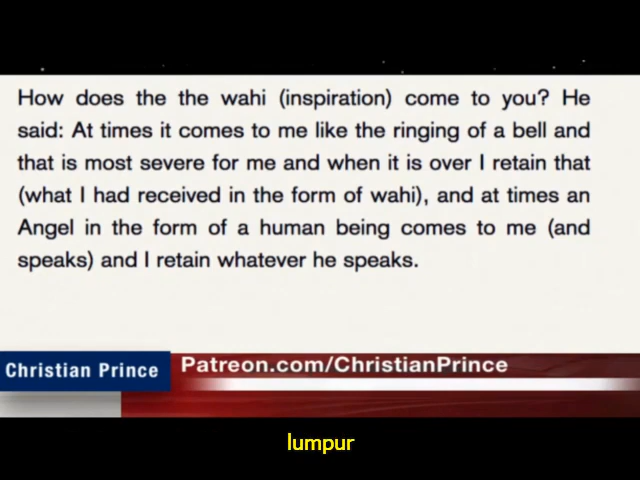 How does the the wahi (inspiration) come to you? He
said: At times it comes to me like the ringing of a bell and
that is most severe for me and when it is over I retain that
(what I had received in the form of wahi), and at times an
Angel in the form of a human being comes to me (and
speaks) and I retain whatever he speaks.
Christian Prince
Patreon.com/ChristianPrince
lumpur